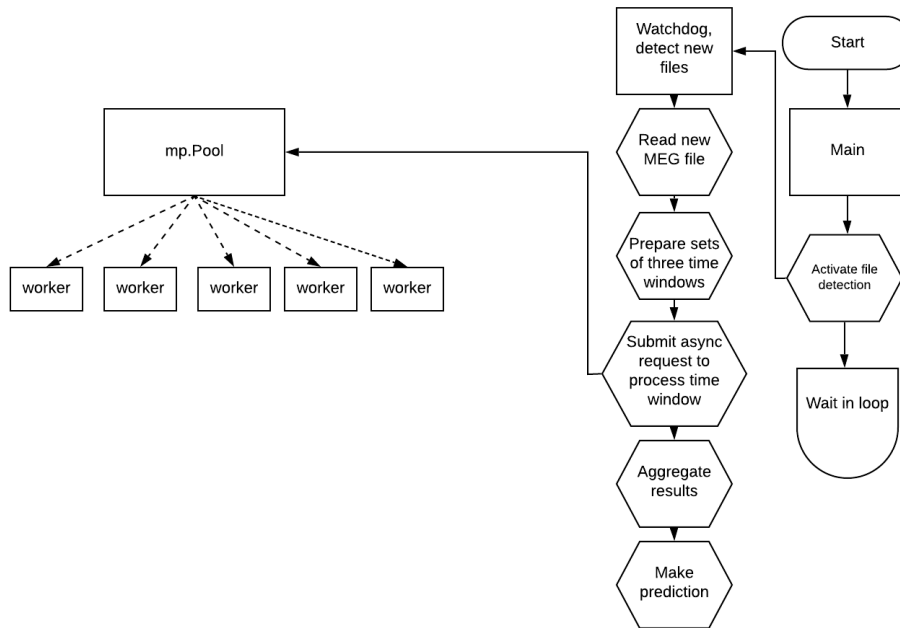 Watchdog,
detect new
files
Start
mp.Pool
Read new
MEG file
Main
worker
worker
worker
worker
worker
Prepare sets
of three time
windows
Activate file
detection
Submit async
request to
process time
window
Wait in loop
Aggregate
results
Make
prediction